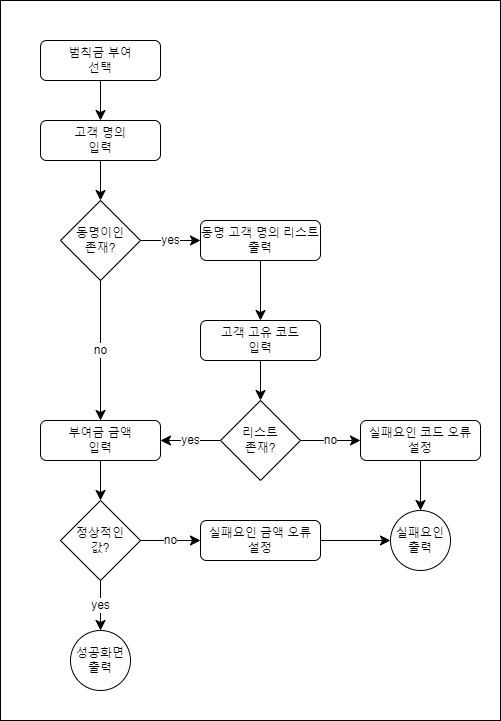 범칙금 부여
선택
고객 명의
입력
동명이인
존재?
yes
동명 고객 명의 리스트
출력
no
고객 고유 코드
입력
부여금 금액
입력
yes
리스트
존재?
no
실패요인 코드 오류
설정
정상적인
값?
no
실패요인 금액 오류
설정
실패요인
출력
yes
성공화면
출력